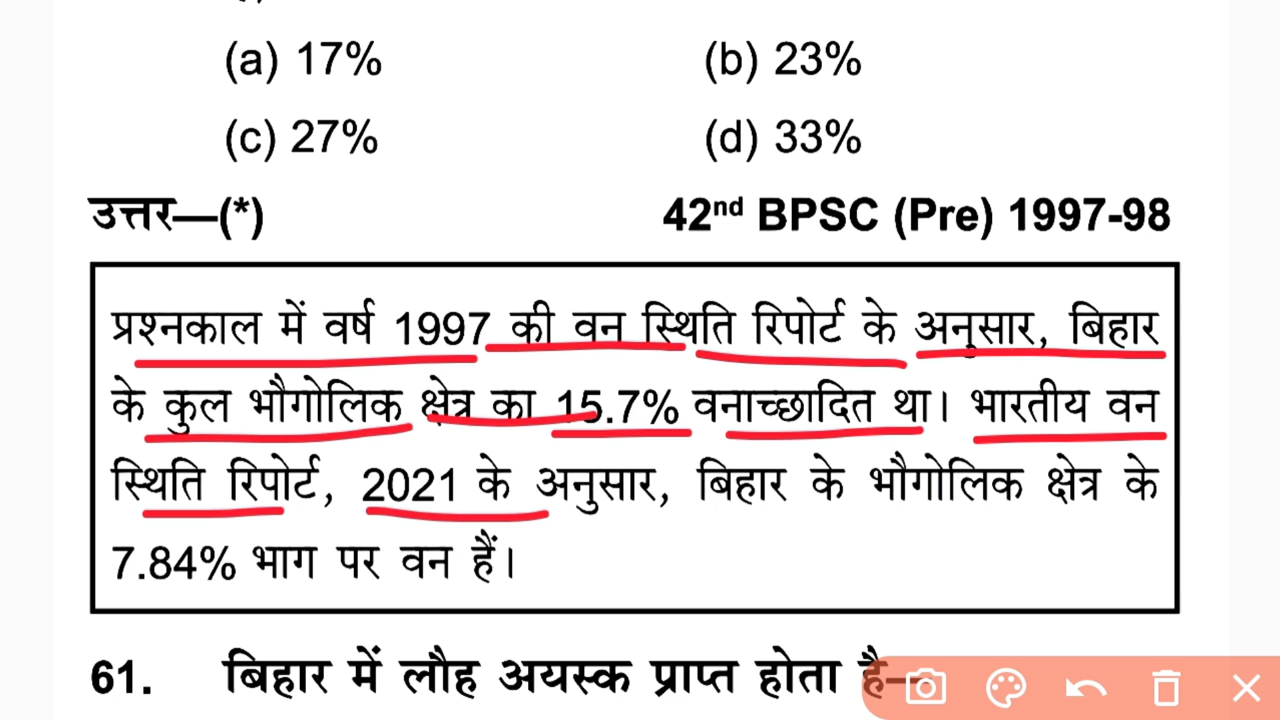 (a) 17% (b) 23%
(c) 27% (d) 33%
उत्तर—(*) 42nd BPSC (Pre) 1997-98
प्रश्नकाल में वर्ष 1997 की वन स्थिति रिपोर्ट के अनुसार, बिहार
के कुल भौगोलिक क्षेत्र का 15.7% वनाच्छादित था। भारतीय वन
स्थिति रिपोर्ट, 2021 के अनुसार, बिहार के भौगोलिक क्षेत्र के
7.84% भाग पर वन हैं।
61. बिहार में लौह अयस्क प्राप्त होता है—